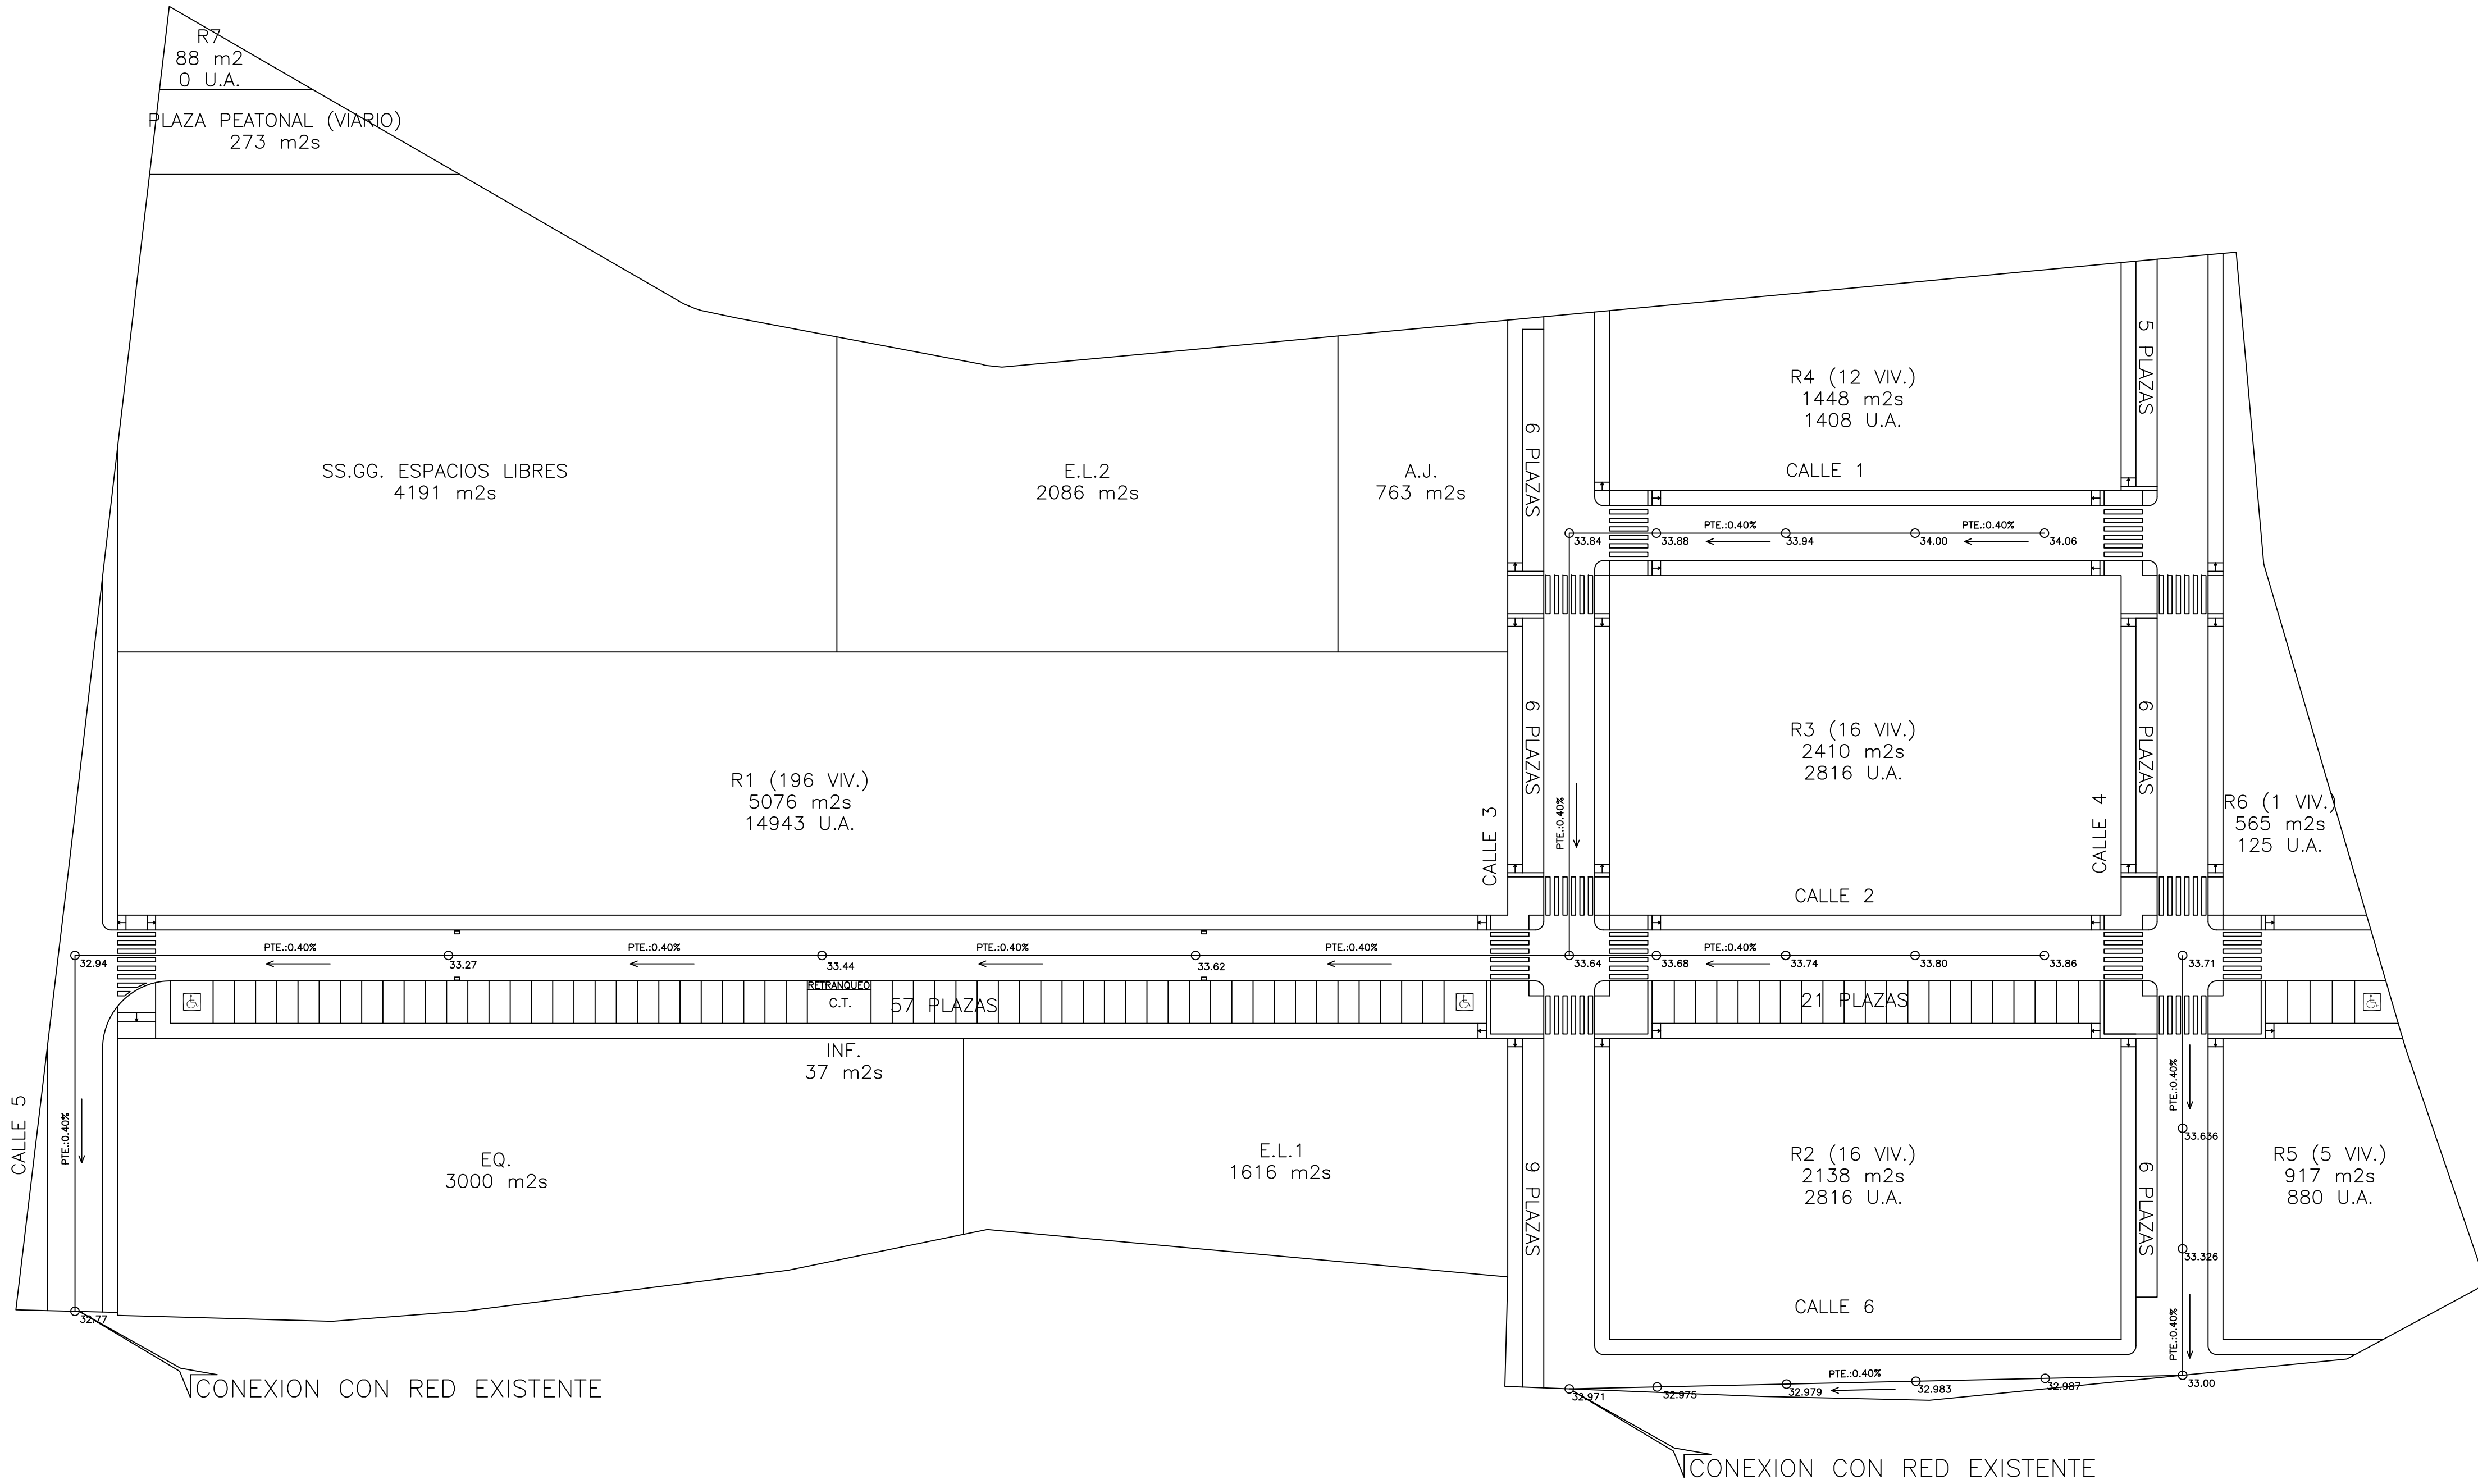 R7
88 m2
0 U.A.
PLAZA PEATONAL (VIARIO)
273 m2s
SS.GG. ESPACIOS LIBRES
4191 m2s
E.L.2
2086 m2s
A.J.
763 m2s
6 PLAZAS
R4 (12 VIV.)
1448 m2s
1408 U.A.
CALLE 1
5 PLAZAS
33.84
33.88
PTE.:0.40%
33.94
34.00
PTE.:0.40%
34.06
R1 (196 VIV.)
5076 m2s
14943 U.A.
CALLE 3
6 PLAZAS
PTE.:0.40%
R3 (16 VIV.)
2410 m2s
2816 U.A.
CALLE 2
CALLE 4
6 PLAZAS
R6 (1 VIV.)
565 m2s
125 U.A.
32.94
PTE.:0.40%
33.27
PTE.:0.40%
33.44
PTE.:0.40%
33.62
PTE.:0.40%
33.64
33.68
PTE.:0.40%
33.74
33.80
33.86
33.71
RETRANQUEO
C.T.
57 PLAZAS
21 PLAZAS
INF.
37 m2s
CALLE 5
PTE.:0.40%
EQ.
3000 m2s
E.L.1
1616 m2s
9 PLAZAS
R2 (16 VIV.)
2138 m2s
2816 U.A.
CALLE 6
6 PLAZAS
PTE.:0.40%
33.636
R5 (5 VIV.)
917 m2s
880 U.A.
33.326
PTE.:0.40%
32.77
CONEXION CON RED EXISTENTE
32.971
32.975
32.979
PTE.:0.40%
32.983
32.987
33.00
CONEXION CON RED EXISTENTE